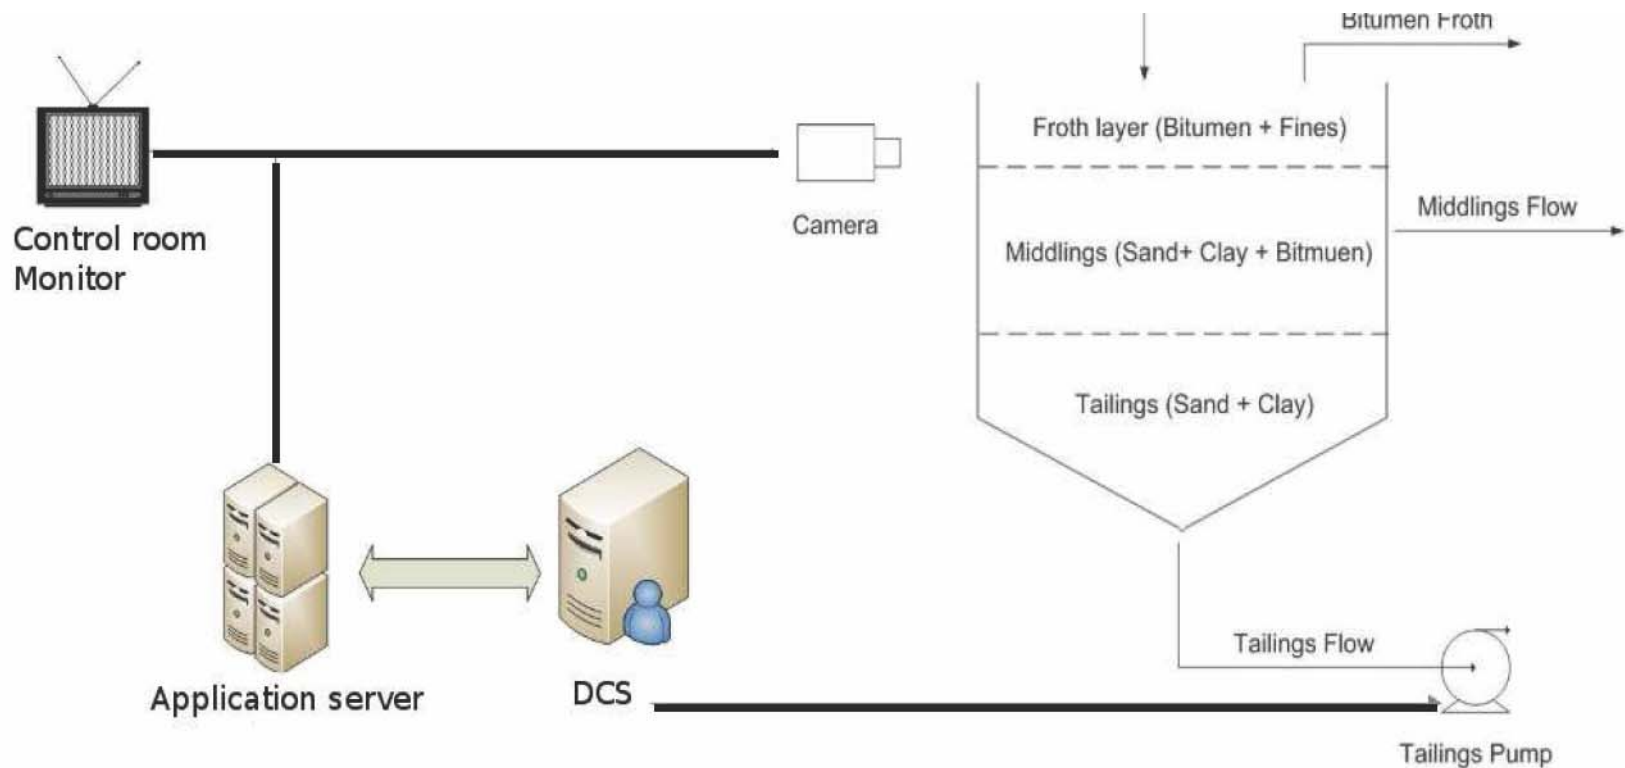 Bitumen Froth
Froth layer (Bitumen + Fines)
Middlings Flow
Camera
Control room
Monitor
Middlings (Sand+ Clay + Bitmuen)
Tailings (Sand + Clay)
Tailings Flow
Application server
DCS
Tailings Pump